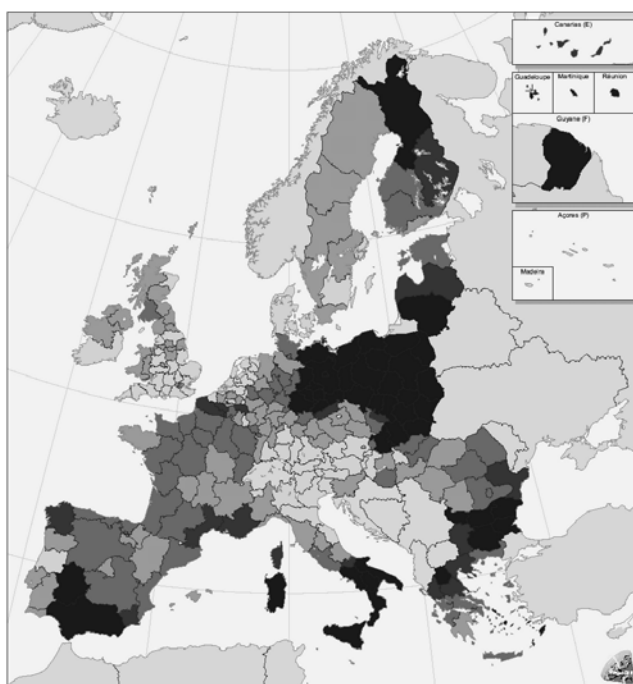 Canarias (E)
Guadeloupe
Martinique
Réunion
Guyane (F)
Açores (P)
Madeira